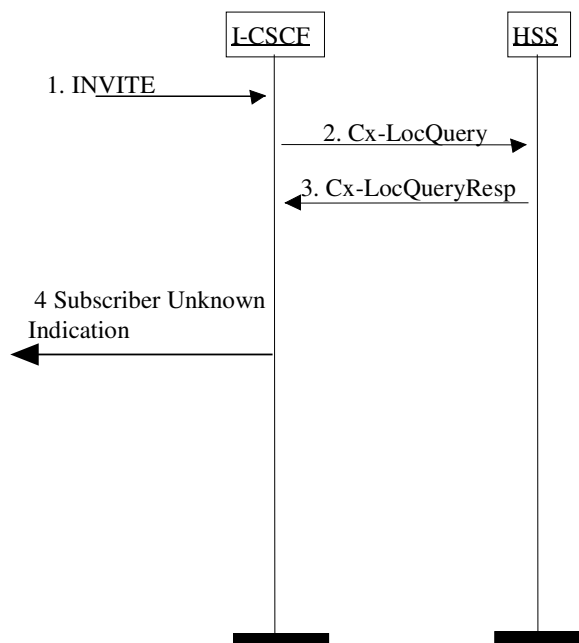 I-CSCF
HSS
1. INVITE
2. Cx-LocQuery
3. Cx-LocQueryResp
4 Subscriber Unknown
Indication